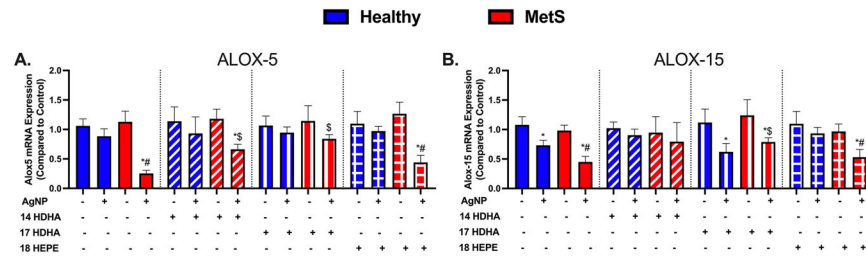 Healthy MetS
A. ALOX-5
Alox5 mRNA Expression
(Compared to Control)
2.0
1.5
1.0
0.5
0.0
*#
*$
$
*#
AgNP - + - + - + - + - + - + - + - +
14 HDHA - - - - + + + + - - - - - - - -
17 HDHA - - - - - - - - + + + + - - - -
18 HEPE - - - - - - - - - - - - + + + +
B. ALOX-15
Alox-15 mRNA Expression
(Compared to Control)
2.0
1.5
1.0
0.5
0.0
*
*#
*
*$
*#
AgNP - + - + - + - + - + - + - + - +
14 HDHA - - - - + + + + - - - - - - - -
17 HDHA - - - - - - - - + + + + - - - -
18 HEPE - - - - - - - - - - - - + + + +